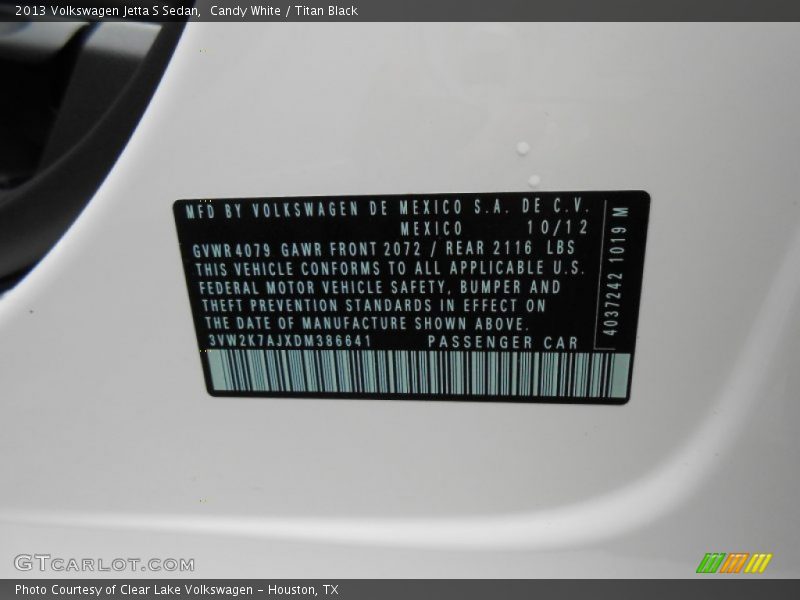 2013 Volkswagen Jetta S Sedan,  Candy White / Titan Black
MFD BY VOLKSWAGEN DE MEXICO S.A. DE C.V.
MEXICO 10/12
GVWR 4079 GAWR FRONT 2072 / REAR 2116 LBS
THIS VEHICLE CONFORMS TO ALL APPLICABLE U.S.
FEDERAL MOTOR VEHICLE SAFETY, BUMPER AND
THEFT PREVENTION STANDARDS IN EFFECT ON
THE DATE OF MANUFACTURE SHOWN ABOVE.
3VW2K7AJXDM386641 PASSENGER CAR
4037242 1019 M
GTCARLOT.COM
Photo Courtesy of Clear Lake Volkswagen - Houston, TX